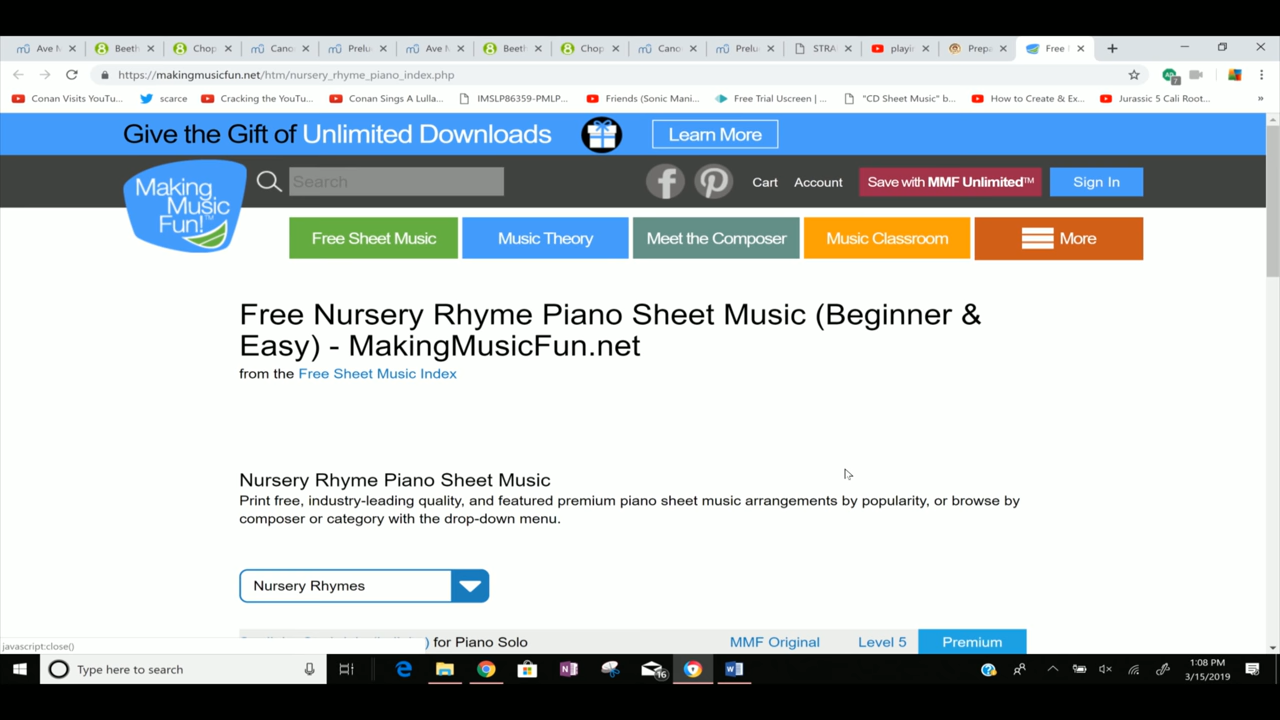 Ave M
Beeth
Chop
Canc
Prelu
Ave M
Beeth
Chop
Canc
Prelu
STRA
playin
Prepa
Free
https://makingmusicfun.net/htm/nursery_rhyme_piano_index.php
Conan Visits YouTu...
scarce
Cracking the YouTu...
Conan Sings A Lulla...
IMSLP86359-PMLP...
Friends (Sonic Mani...
Free Trial Uscreen | ...
"CD Sheet Music" b...
How to Create & Ex...
Jurassic 5 Cali Root...
»
Give the Gift of Unlimited Downloads
Learn More
Making Music Fun!™
Search
Cart
Account
Save with MMF Unlimited™
Sign In
Free Sheet Music
Music Theory
Meet the Composer
Music Classroom
More
Free Nursery Rhyme Piano Sheet Music (Beginner &
Easy) - MakingMusicFun.net
from the Free Sheet Music Index
Nursery Rhyme Piano Sheet Music
Print free, industry-leading quality, and featured premium piano sheet music arrangements by popularity, or browse by
composer or category with the drop-down menu.
Nursery Rhymes
) for Piano Solo
MMF Original
Level 5
Premium
javascript:close()
Type here to search
16
1:08 PM
3/15/2019